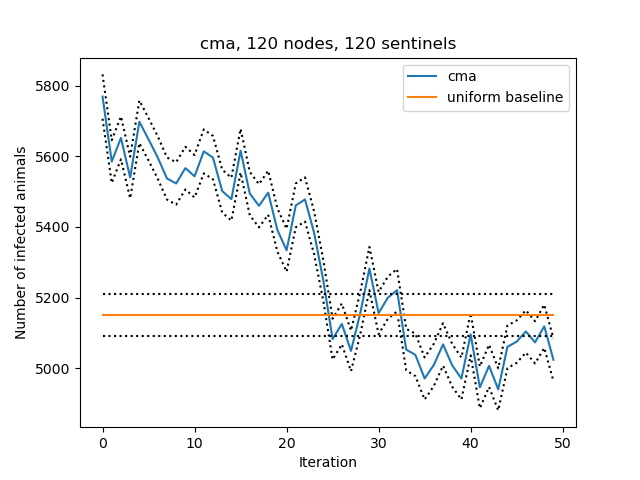 cma, 120 nodes, 120 sentinels
cma
uniform baseline
5800
5600
5400
5200
5000
Number of infected animals
0 10 20 30 40 50
Iteration